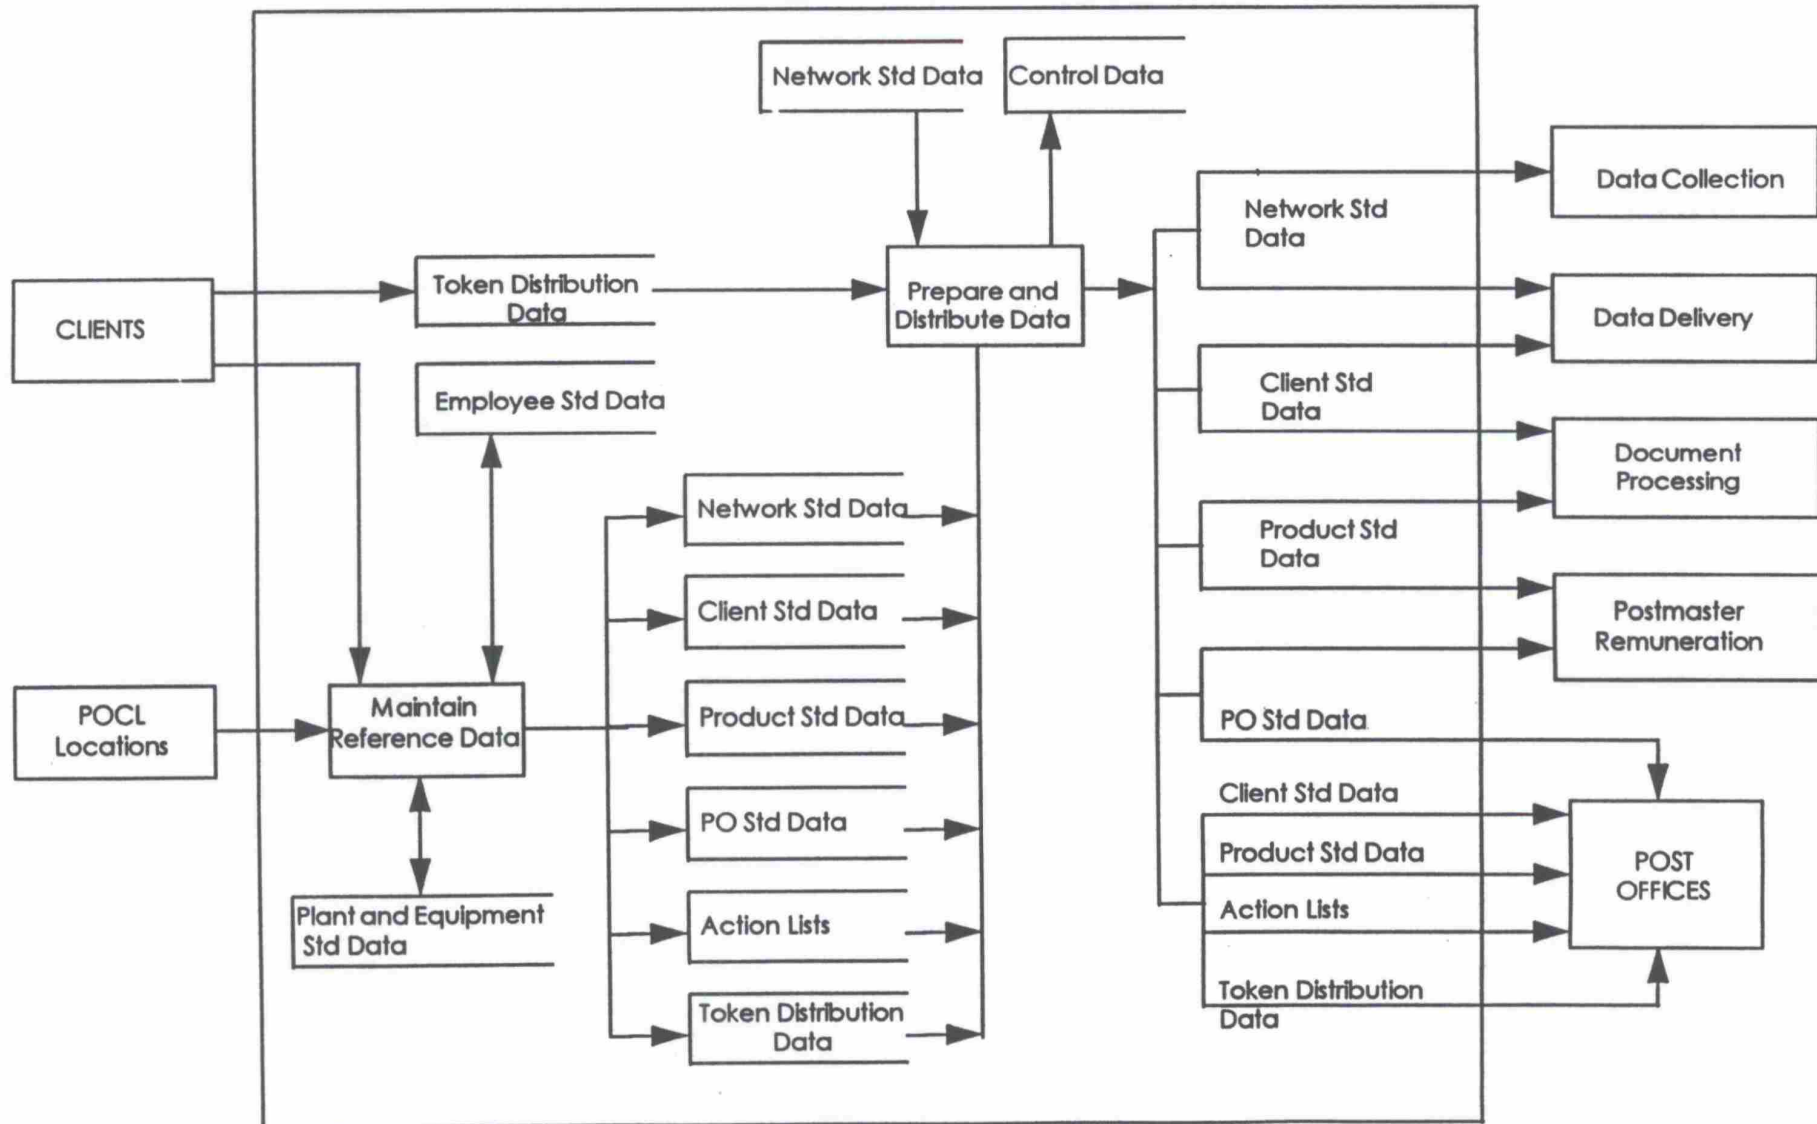 Network Std Data
Control Data
Data Collection
Network Std
Data
Token Distribution
Data
Prepare and
Distribute Data
Data Delivery
CLIENTS
Employee Std Data
Client Std
Data
Document
Processing
Network Std Data
Product Std
Data
Client Std Data
Postmaster
Remuneration
POCL
Locations
Maintain
Reference Data
Product Std Data
PO Std Data
Client Std Data
PO Std Data
Product Std Data
POST
OFFICES
Plant and Equipment
Std Data
Action Lists
Action Lists
Token Distribution
Data
Token Distribution
Data